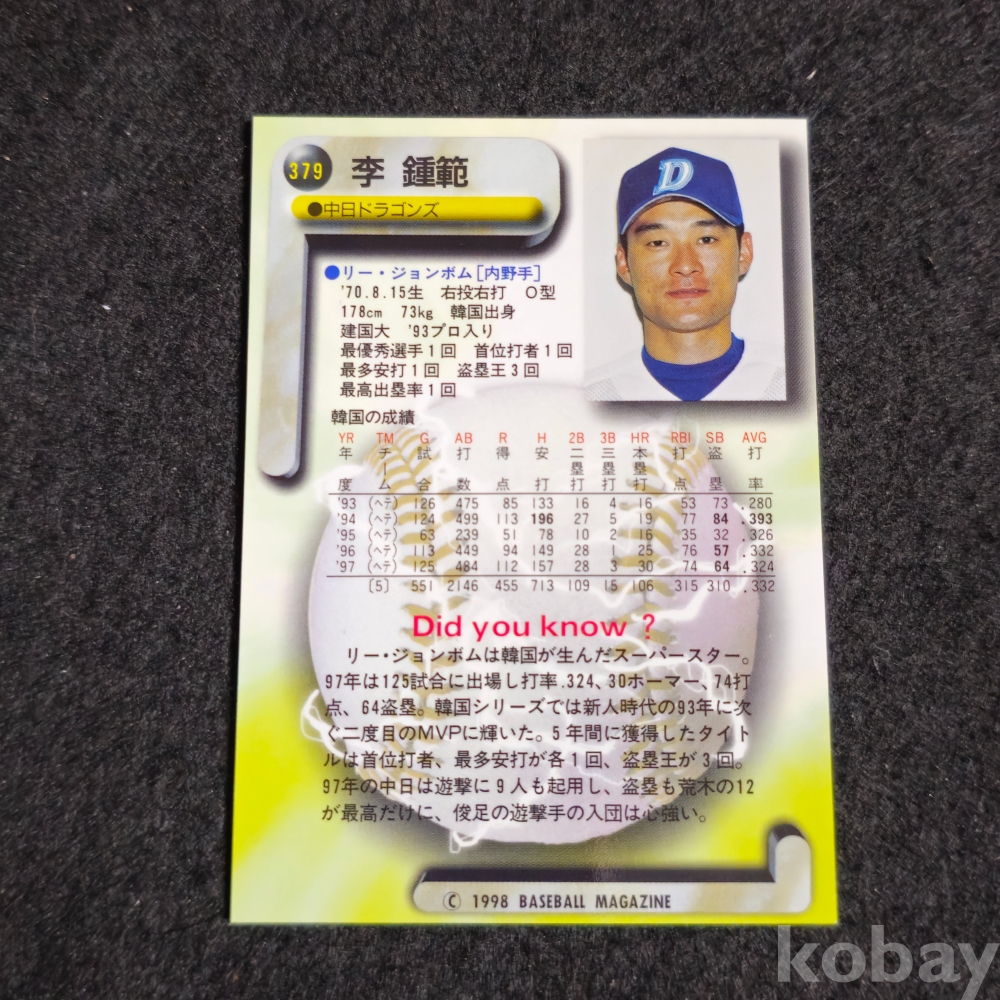 379 李 鍾範
●中日ドラゴンズ
D
●リー・ジョンボム[内野手]
'70.8.15生 右投右打 O型
178cm 73kg 韓国出身
建国大 '93プロ入り
最優秀選手1回 首位打者1回
最多安打1回 盗塁王3回
最高出塁率1回
韓国の成績
YR TM G AB R H 2B 3B HR RBI SB AVG
年度 チーム 試合 打数 得点 安打 二塁打 三塁打 本塁打 打点 盗塁 打率
'93 (ヘテ) 126 475 85 133 16 4 16 53 73 .280
'94 (ヘテ) 124 499 113 196 27 5 19 77 84 .393
'95 (ヘテ) 63 239 51 78 10 2 16 35 32 .326
'96 (ヘテ) 113 449 94 149 28 1 25 76 57 .332
'97 (ヘテ) 125 484 112 157 28 3 30 74 64 .324
[5] 551 2146 455 713 109 15 106 315 310 .332
Did you know ?
リー・ジョンボムは韓国が生んだスーパースター。
97年は125試合に出場し打率.324、30ホーマー、74打
点、64盗塁。韓国シリーズでは新人時代の93年に次
ぐ二度目のMVPに輝いた。5年間に獲得したタイト
ルは首位打者、最多安打が各1回、盗塁王が3回。
97年の中日は遊撃に9人も起用し、盗塁も荒木の12
が最高だけに、俊足の遊撃手の入団は心強い。
© 1998 BASEBALL MAGAZINE
kobay